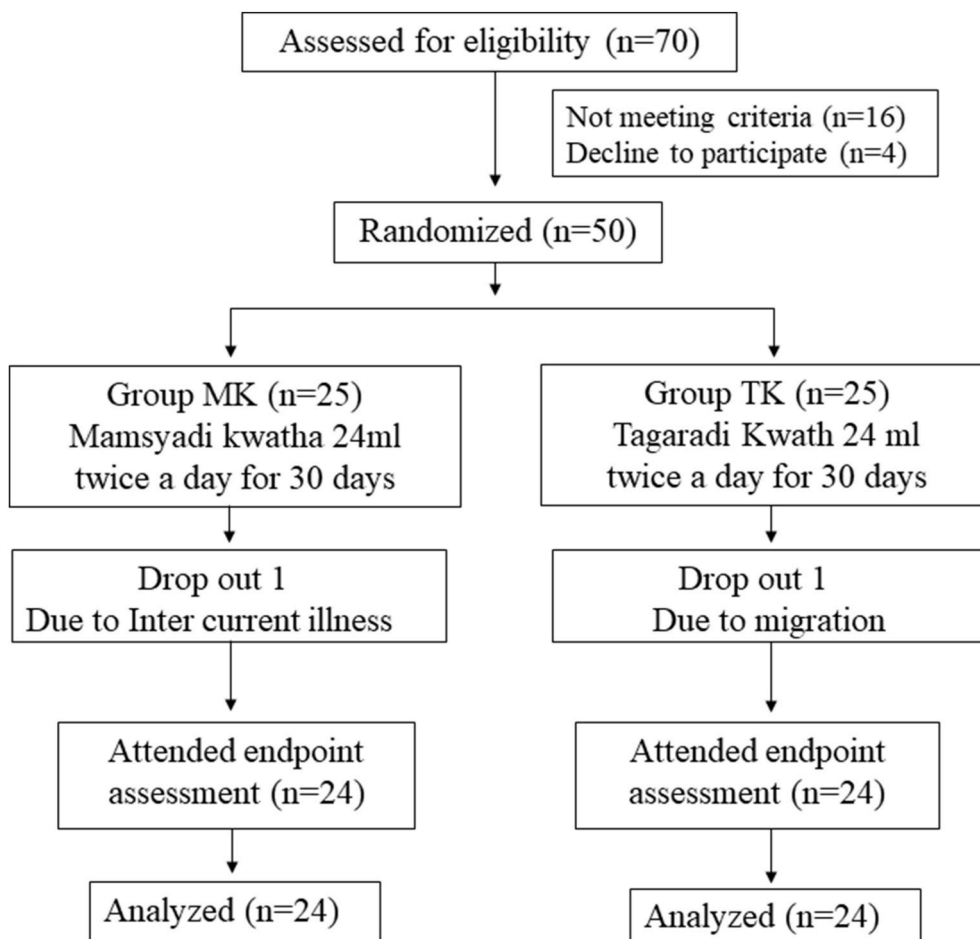 Assessed for eligibility (n=70)
Not meeting criteria (n=16)
Decline to participate (n=4)
Randomized (n=50)
Group MK (n=25)
Mamsyadi kwatha 24ml
twice a day for 30 days
Group TK (n=25)
Tagaradi Kwath 24 ml
twice a day for 30 days
Drop out 1
Due to Inter current illness
Drop out 1
Due to migration
Attended endpoint
assessment (n=24)
Attended endpoint
assessment (n=24)
Analyzed (n=24)
Analyzed (n=24)